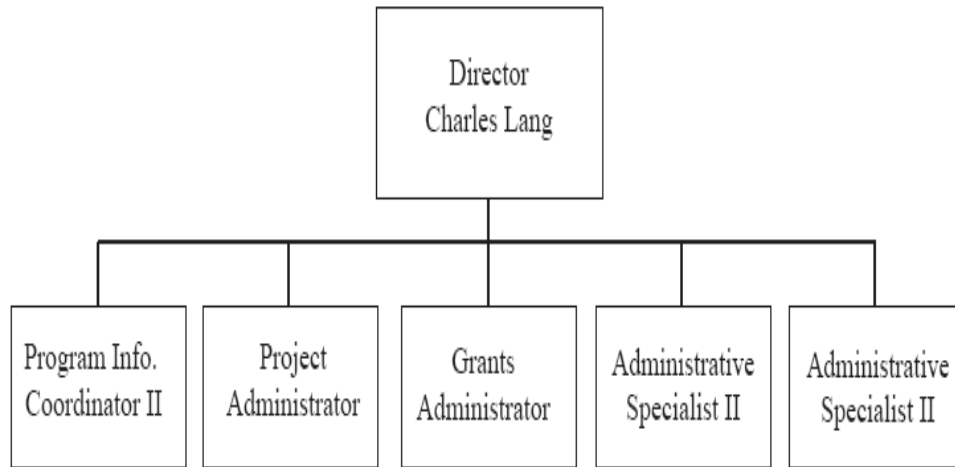 Director
Charles Lang
Program Info.
Coordinator II
Project
Administrator
Grants
Administrator
Administrative
Specialist II
Administrative
Specialist II